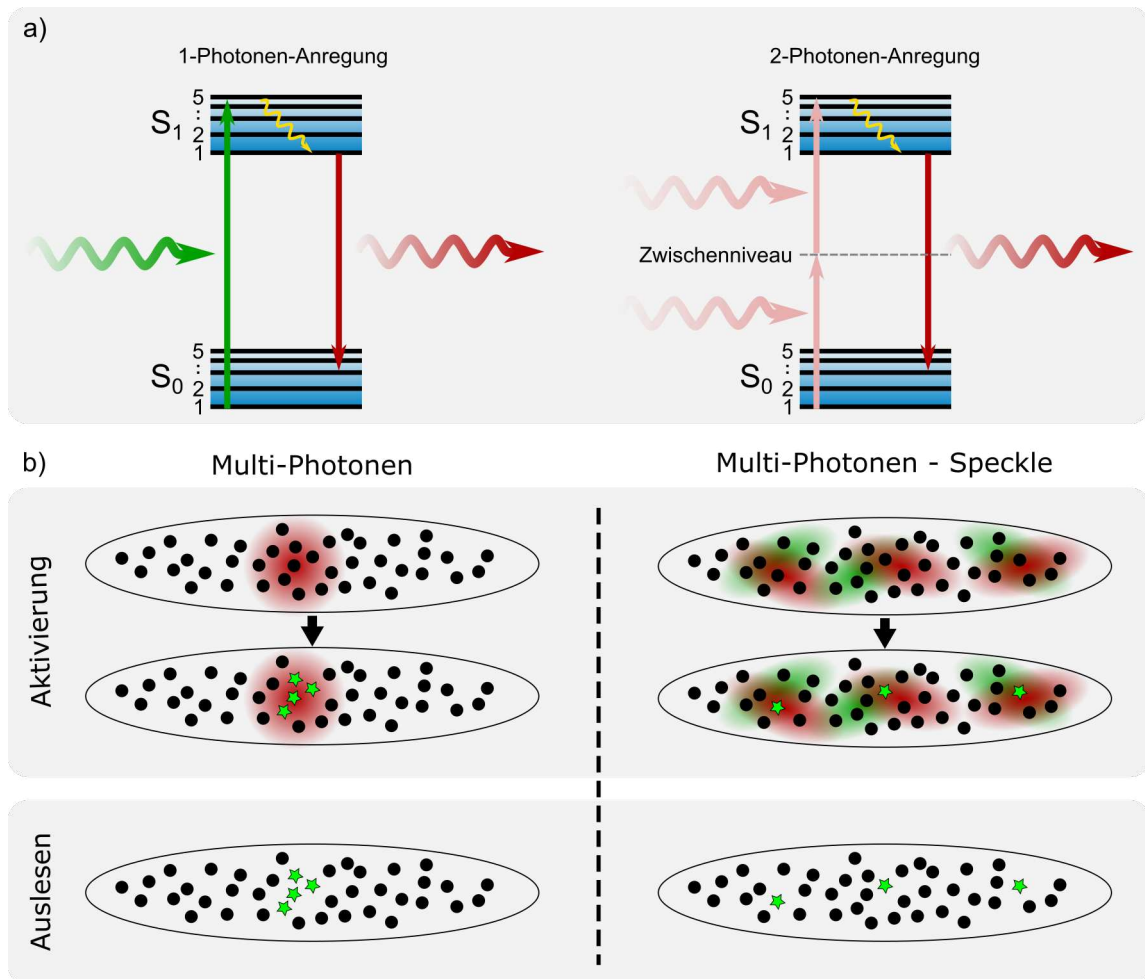 a)
1-Photonen-Anregung
2-Photonen-Anregung
S1
5
⋮
2
1
S0
5
⋮
2
1
S1
5
⋮
2
1
Zwischenniveau
S0
5
⋮
2
1
b)
Multi-Photonen
Multi-Photonen - Speckle
Aktivierung
Auslesen